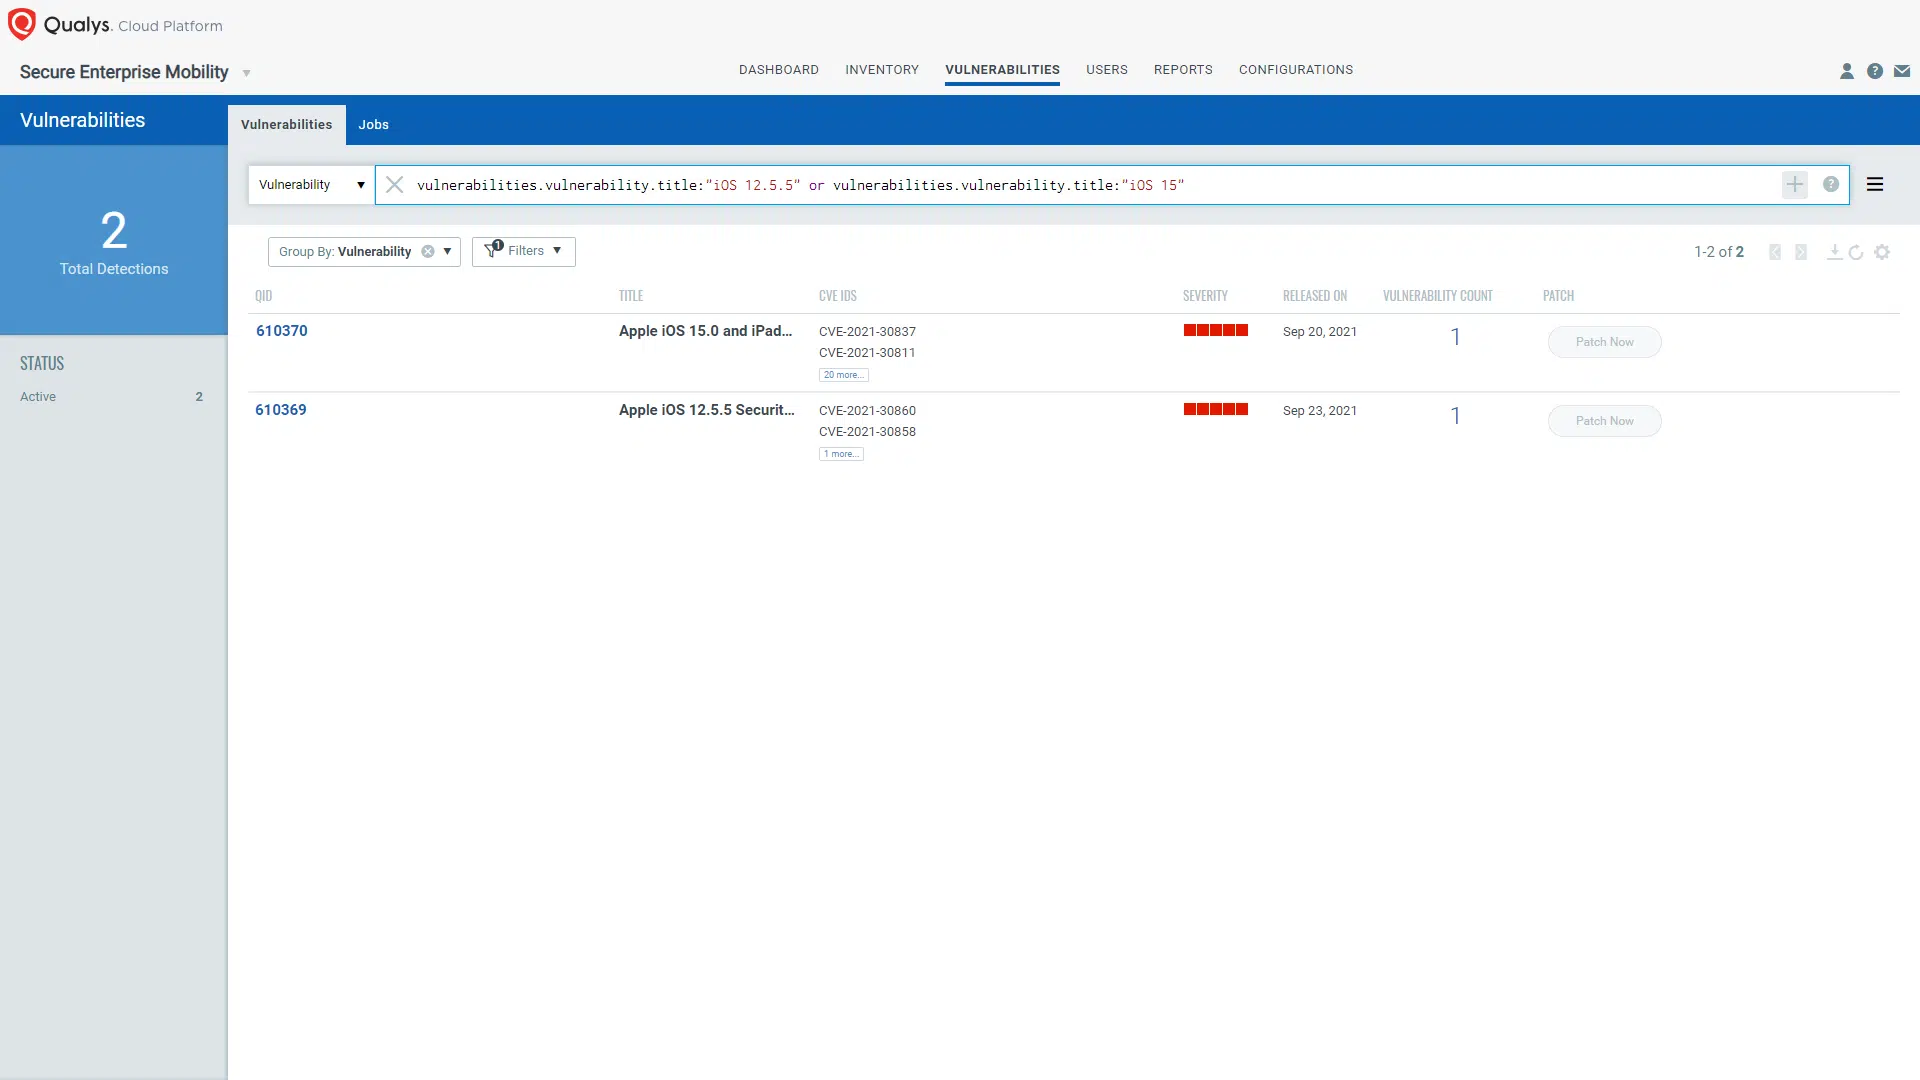 Qualys. Cloud Platform
Secure Enterprise Mobility
DASHBOARD INVENTORY VULNERABILITIES USERS REPORTS CONFIGURATIONS
Vulnerabilities
Vulnerabilities Jobs
Vulnerability vulnerabilities.vulnerability.title:"iOS 12.5.5" or vulnerabilities.vulnerability.title:"iOS 15"
2
Total Detections
Group By: Vulnerability 1 Filters 1-2 of 2
QID TITLE CVE IDS SEVERITY RELEASED ON VULNERABILITY COUNT PATCH
610370 Apple iOS 15.0 and iPad... CVE-2021-30837 Sep 20, 2021 1 Patch Now
CVE-2021-30811
20 more...
STATUS
Active 2
610369 Apple iOS 12.5.5 Securit... CVE-2021-30860 Sep 23, 2021 1 Patch Now
CVE-2021-30858
1 more...